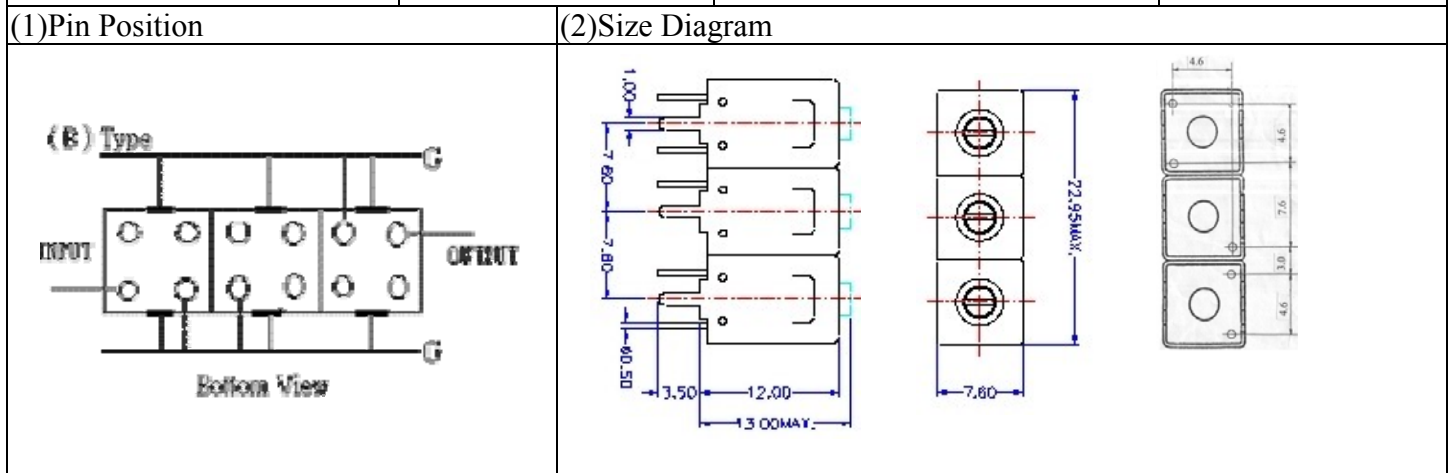 (1)Pin Position
(2)Size Diagram
(B) Type
G
INPUT
OUTPUT
G
Bottom View
1.00
7.60
7.60
ϕ0.50
3.50
12.00
13.00MAX.
22.95MAX.
7.60
4.6
4.6
7.6
3.0
4.6